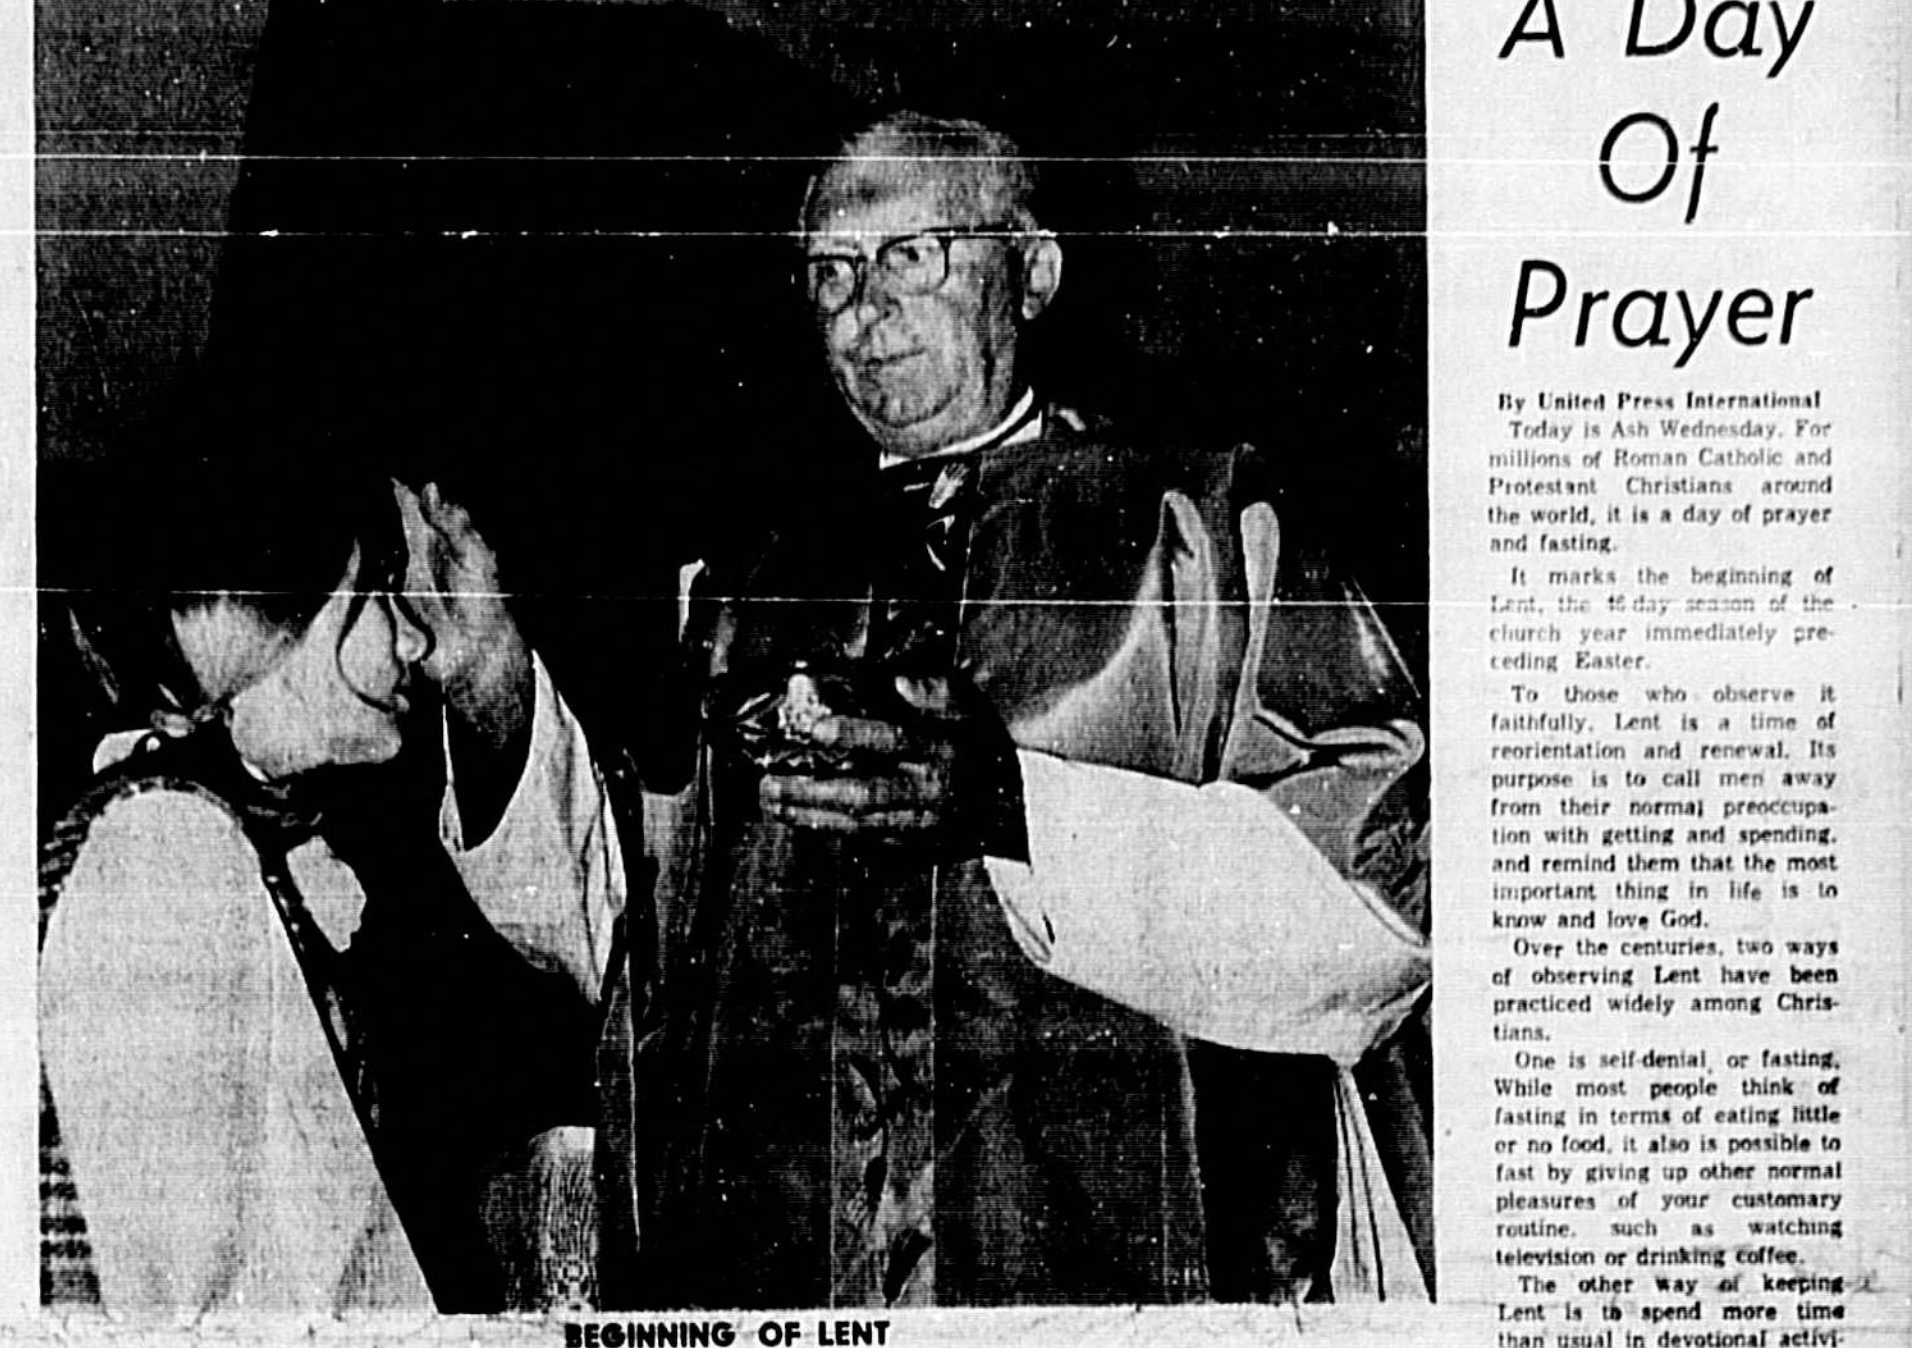 A Day
Of
Prayer
By United Press International
Today is Ash Wednesday. For
millions of Roman Catholic and
Protestant Christians around
the world, it is a day of prayer
and fasting.
It marks the beginning of
Lent, the 46-day season of the
church year immediately pre-
ceding Easter.
To those who observe it
faithfully, Lent is a time of
reorientation and renewal. Its
purpose is to call men away
from their normal preoccupa-
tion with getting and spending,
and remind them that the most
important thing in life is to
know and love God.
Over the centuries, two ways
of observing Lent have been
practiced widely among Chris-
tians.
One is self-denial, or fasting.
While most people think of
fasting in terms of eating little
or no food, it also is possible to
fast by giving up other normal
pleasures of your customary
routine, such as watching
television or drinking coffee.
The other way of keeping
Lent is to spend more time
than usual in devotional activi-
BEGINNING OF LENT